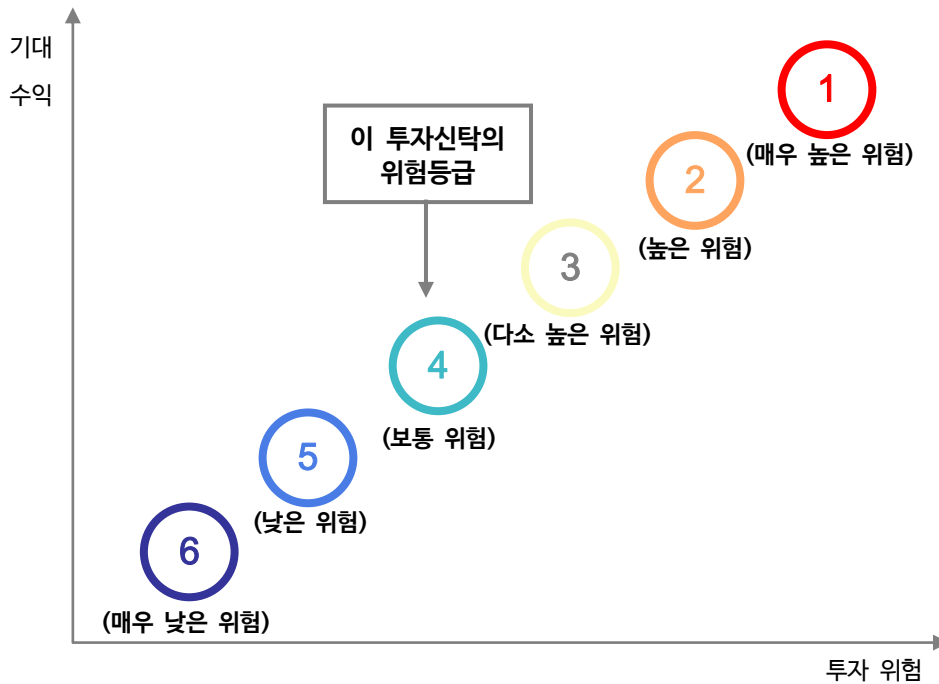 기대
수익
1
(매우 높은 위험)
이 투자신탁의
위험등급
2
(높은 위험)
3
(다소 높은 위험)
4
(보통 위험)
5
(낮은 위험)
6
(매우 낮은 위험)
투자 위험